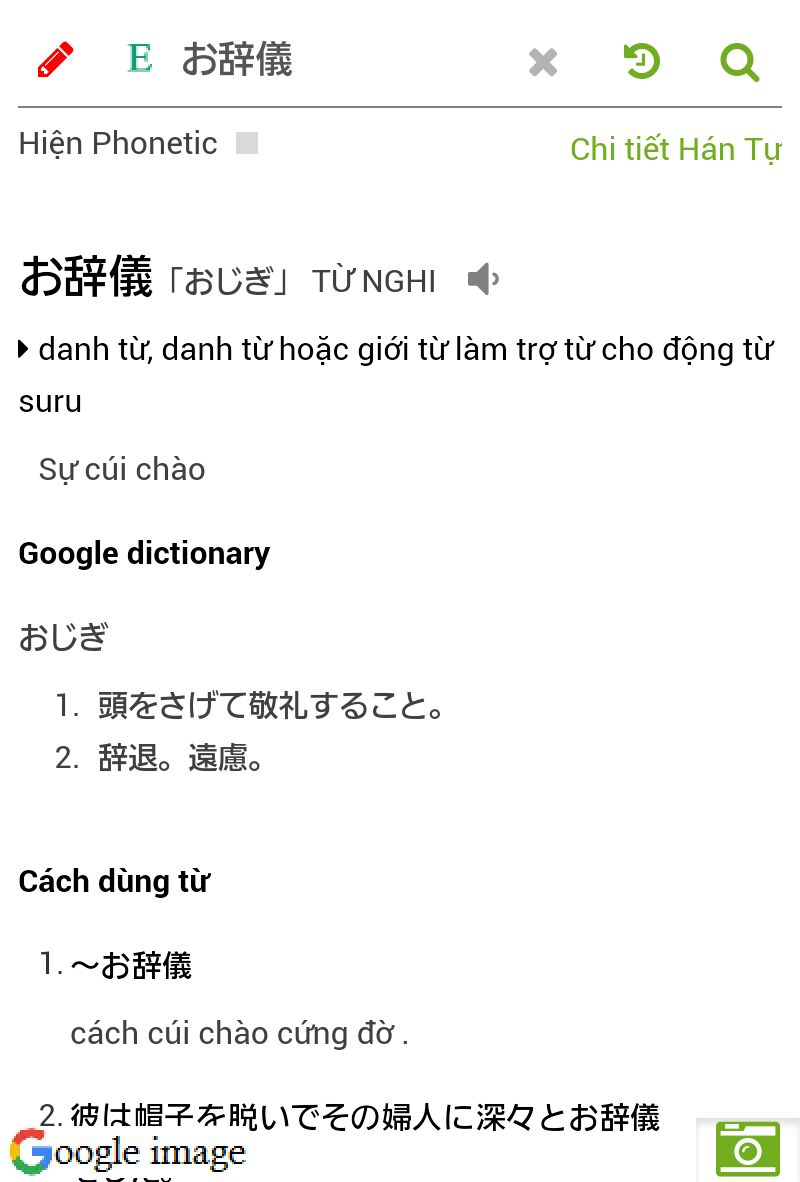 E お辞儀
Hiện Phonetic
Chi tiết Hán Tự
お辞儀「おじぎ」 TỪ NGHI
danh từ, danh từ hoặc giới từ làm trợ từ cho động từ
suru
Sự cúi chào
Google dictionary
おじぎ
1. 頭をさげて敬礼すること。
2. 辞退。遠慮。
Cách dùng từ
1. 〜お辞儀
cách cúi chào cứng đờ .
2. 彼は帽子を脱いでその婦人に深々とお辞儀
Google image